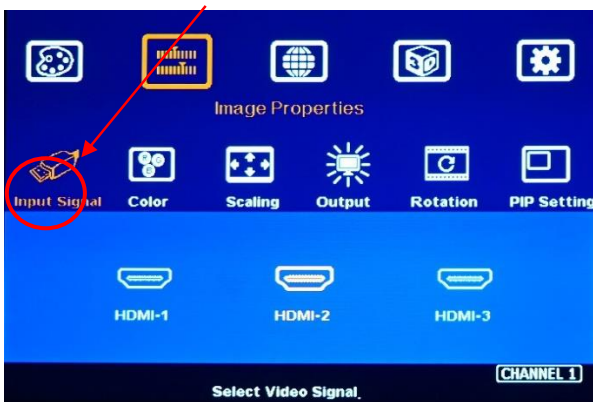 Image Properties
Input Signal Color Scaling Output Rotation PIP Setting
HDMI-1 HDMI-2 HDMI-3
CHANNEL 1
Select Video Signal